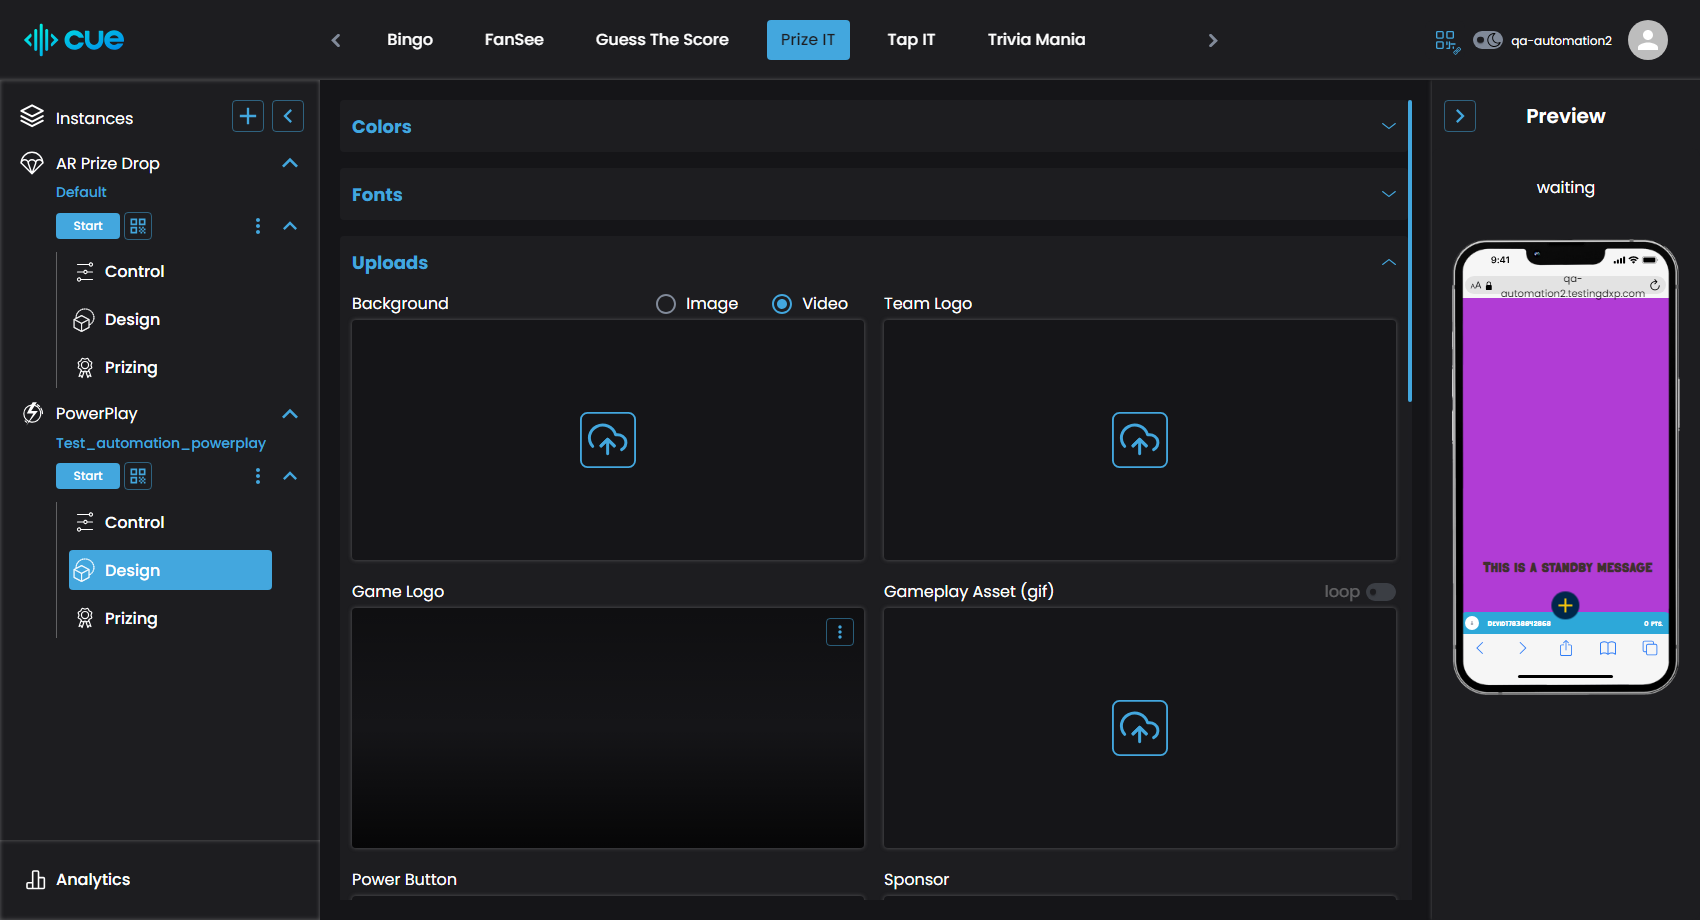 cue
Bingo
FanSee
Guess The Score
Prize IT
Tap IT
Trivia Mania
qa-automation2
Instances
AR Prize Drop
Default
Start
Control
Design
Prizing
PowerPlay
Test_automation_powerplay
Start
Control
Design
Prizing
Analytics
Colors
Fonts
Uploads
Background
Image
Video
Team Logo
Game Logo
Gameplay Asset (gif)
loop
Power Button
Sponsor
Preview
waiting
9:41
AA
qa-
automation2.testingdxp.com
This is a standby message
0 PTS.